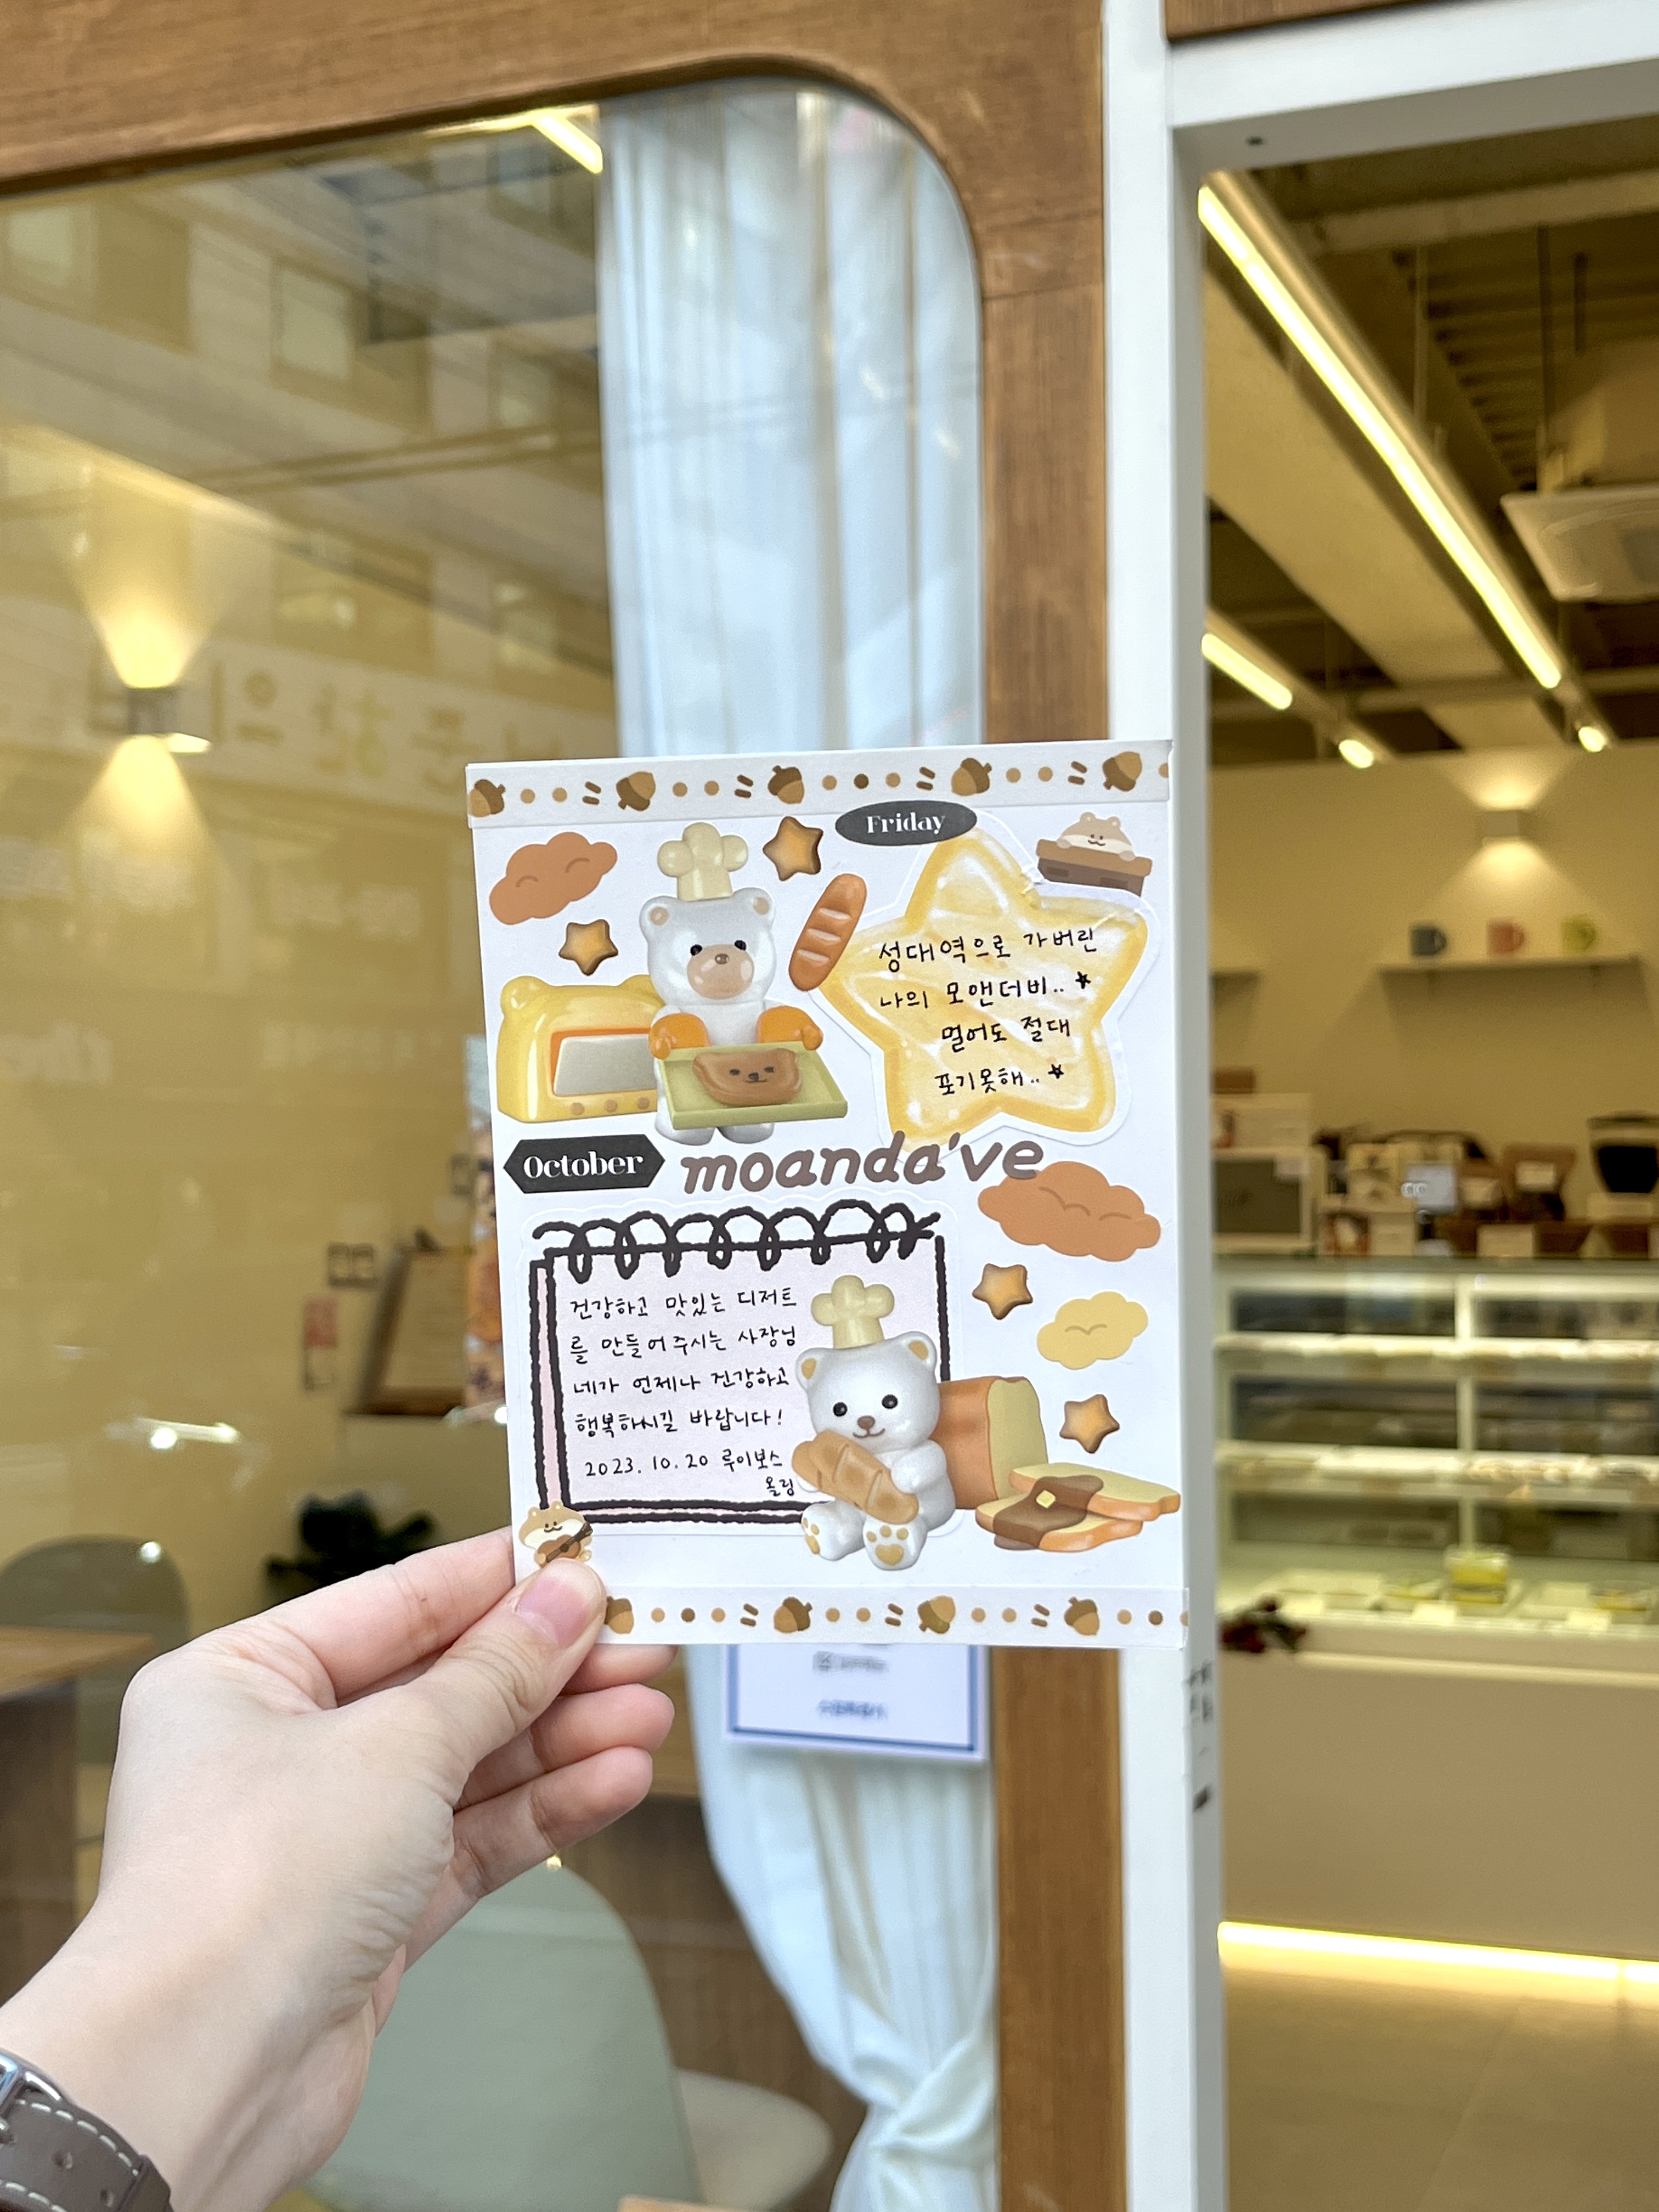 Friday
성대역으로 가버린
나의 모앤더비..★
멀어도 절대
포기못해..★
October
moanda've
건강하고 맛있는 디저트
를 만들어주시는 사장님
네가 언제나 건강하고
행복하시길 바랍니다!
2023. 10. 20 루이보스
올림